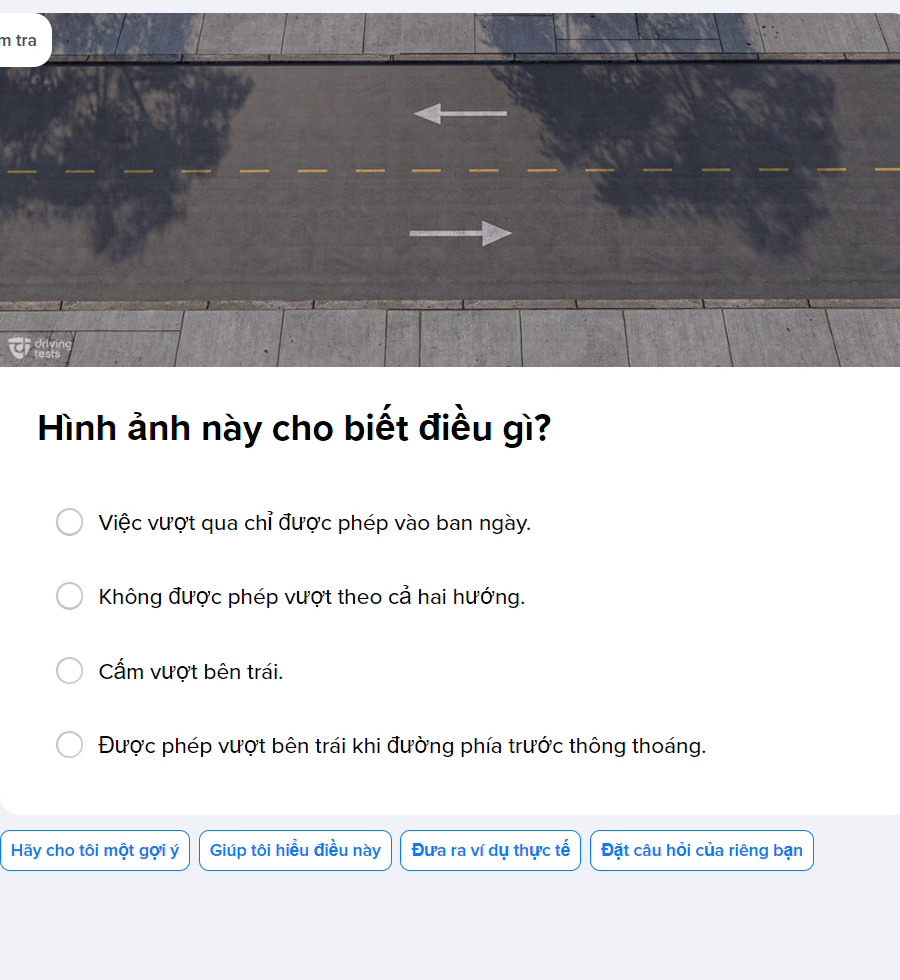 m tra
driving
tests
Hình ảnh này cho biết điều gì?
Việc vượt qua chỉ được phép vào ban ngày.
Không được phép vượt theo cả hai hướng.
Cấm vượt bên trái.
Được phép vượt bên trái khi đường phía trước thông thoáng.
Hãy cho tôi một gợi ý
Giúp tôi hiểu điều này
Đưa ra ví dụ thực tế
Đặt câu hỏi của riêng bạn